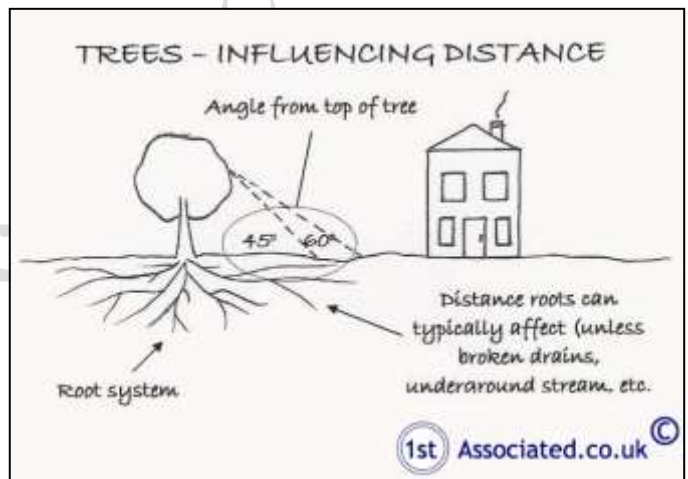 TREES – INFLUENCING DISTANCE
Angle from top of tree
45°
60°
Distance roots can
typically affect (unless
broken drains,
underaround stream, etc.
Root system
1st Associated.co.uk ©